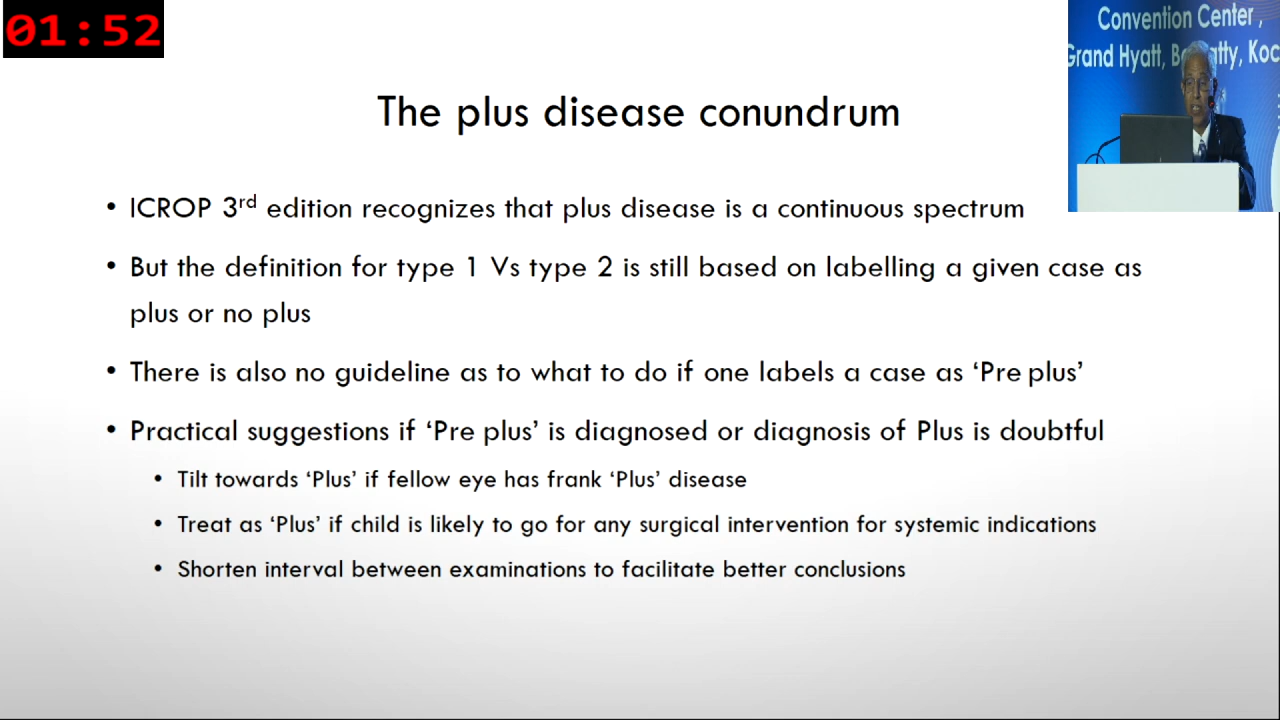 01:52
Convention Center ,
Grand Hyatt, Koc
The plus disease conundrum
• ICROP 3rd edition recognizes that plus disease is a continuous spectrum
• But the definition for type 1 Vs type 2 is still based on labelling a given case as
plus or no plus
• There is also no guideline as to what to do if one labels a case as ‘Pre plus’
• Practical suggestions if ‘Pre plus’ is diagnosed or diagnosis of Plus is doubtful
• Tilt towards ‘Plus’ if fellow eye has frank ‘Plus’ disease
• Treat as ‘Plus’ if child is likely to go for any surgical intervention for systemic indications
• Shorten interval between examinations to facilitate better conclusions